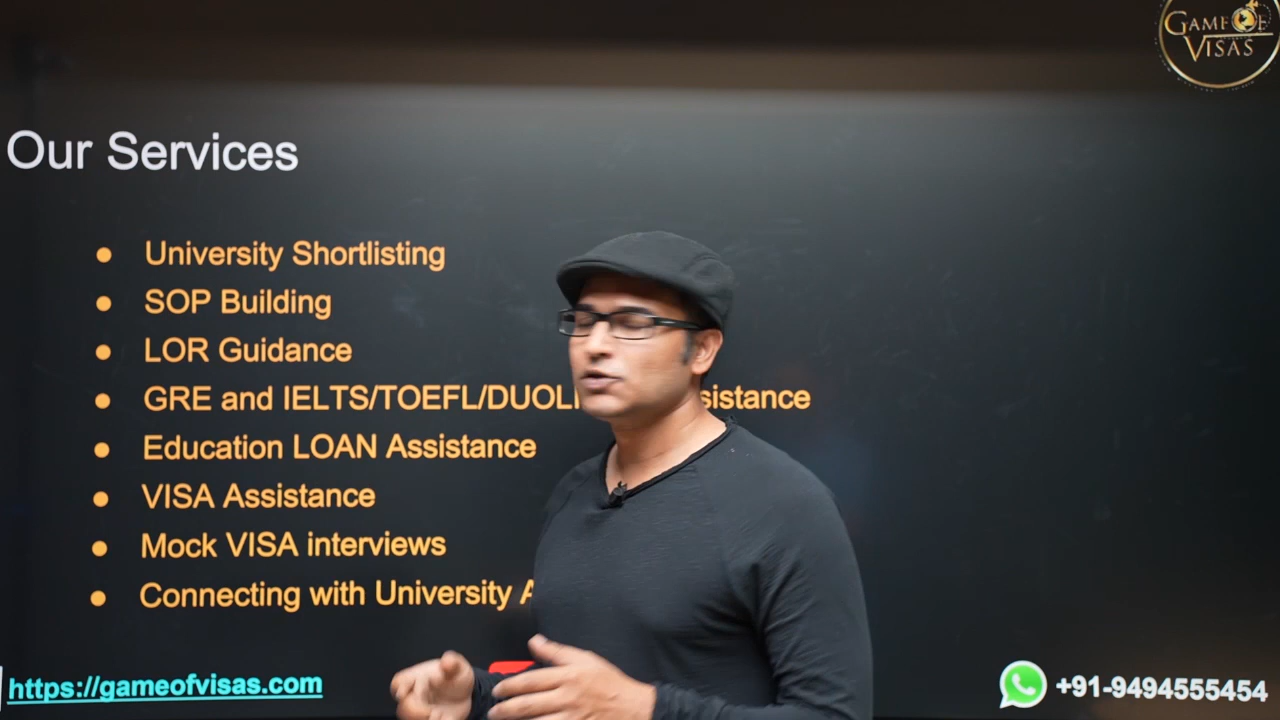 GAME OF
VISAS
Our Services
• University Shortlisting
• SOP Building
• LOR Guidance
• GRE and IELTS/TOEFL/ assistance
• Education LOAN Assistance
• VISA Assistance
• Mock VISA interviews
• Connecting with University
https://gameofvisas.com
+91-9494555454